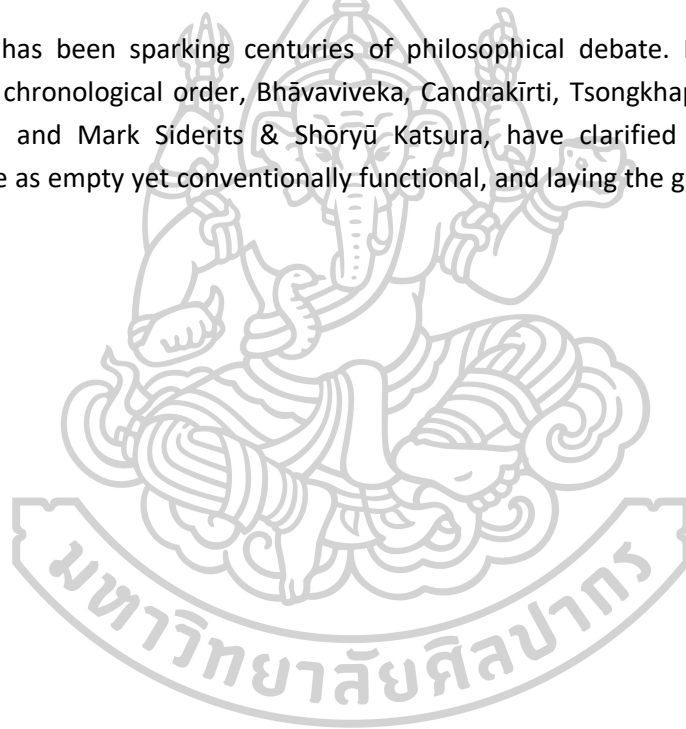 has been sparking centuries of philosophical debate.
chronological order, Bhāvaviveka, Candrakīrti, Tsongkhap
and Mark Siderits & Shōryū Katsura, have clarified
e as empty yet conventionally functional, and laying the g
มหาวิทยาลัยศิลปากร